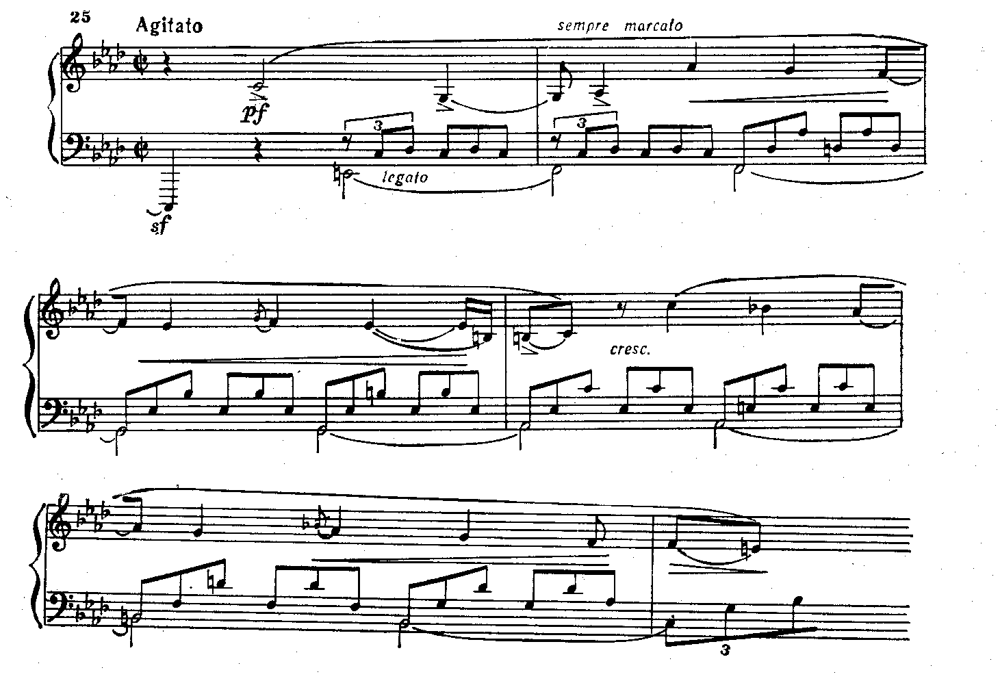 25
Agitato
sempre marcato
pf
3
3
legato
sf
cresc.
3